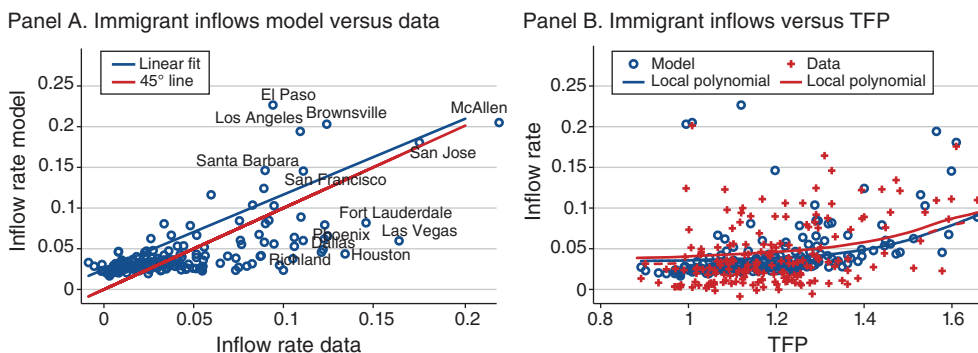 Panel A. Immigrant inflows model versus data
Linear fit
45° line
El Paso
Los Angeles
Brownsville
McAllen
San Jose
Santa Barbara
San Francisco
Fort Lauderdale
Phoenix
Las Vegas
Dallas
Richland
Houston
Inflow rate model
0.25
0.2
0.15
0.1
0.05
0
0
0.05
0.1
0.15
0.2
Inflow rate data
Panel B. Immigrant inflows versus TFP
Model
Data
Local polynomial
Local polynomial
Inflow rate
0.25
0.2
0.15
0.1
0.05
0
0.8
1
1.2
1.4
1.6
TFP